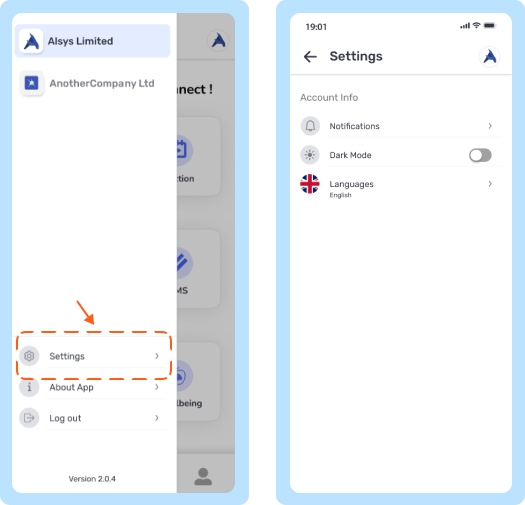 Alsys Limited
AnotherCompany Ltd
nnect !
tion
MS
lbeing
Settings
About App
Log out
Version 2.0.4
19:01
Settings
Account Info
Notifications
Dark Mode
Languages
English